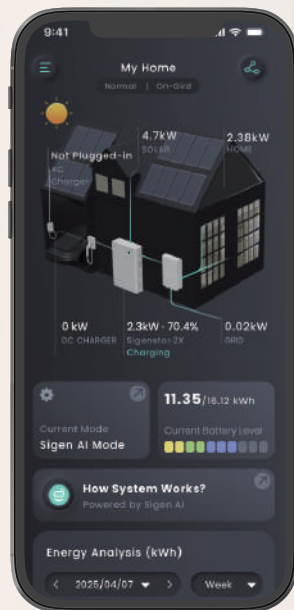 9:41
My Home
Normal | On-Grid
4.7kW
SOLAR
2.38kW
HOME
Not Plugged-in
AC
Charger
0 kW
DC CHARGER
2.3kW · 70.4%
Sigenstor 2X
Charging
0.02kW
GRID
Current Mode
Sigen AI Mode
11.35/16.12 kWh
Current Battery Level
How System Works?
Powered by Sigen AI
Energy Analysis (kWh)
< 2025/04/07 >
Week